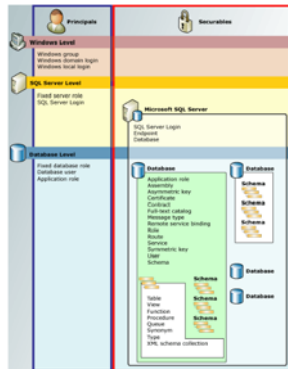 Principals
Securables
Windows Level
Windows group
Windows domain login
Windows local login
SQL Server Level
Fixed server role
SQL Server Login
Microsoft SQL Server
SQL Server Login
Endpoint
Database
Database Level
Fixed database role
Database user
Application role
Database
Application role
Assembly
Asymmetric key
Certificate
Contract
Full-text catalog
Message type
Remote service binding
Role
Route
Service
Symmetric key
User
Schema
Schema
Table
View
Function
Procedure
Queue
Synonym
Type
XML schema collection
Schema
Schema
Database
Schema
Schema
Schema
Database
Database